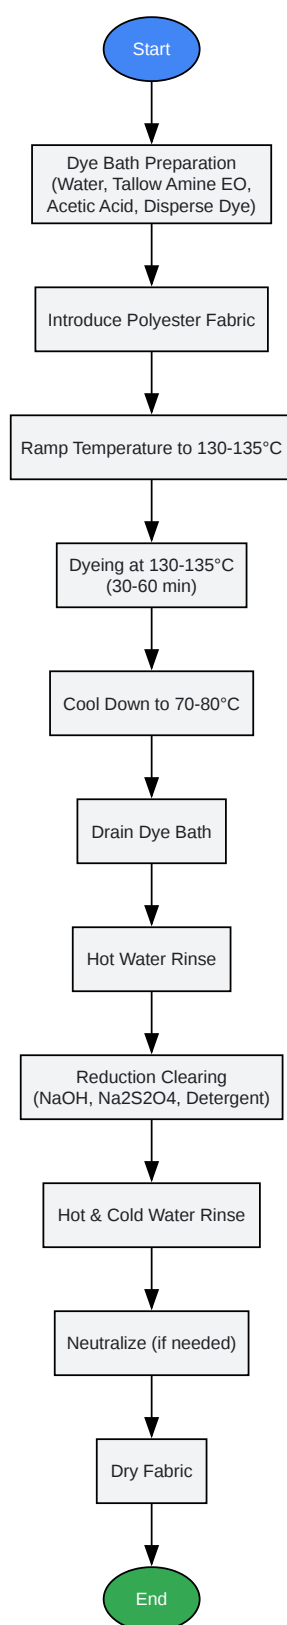 Start
Dye Bath Preparation
(Water, Tallow Amine EO,
Acetic Acid, Disperse Dye)
Introduce Polyester Fabric
Ramp Temperature to 130-135°C
Dyeing at 130-135°C
(30-60 min)
Cool Down to 70-80°C
Drain Dye Bath
Hot Water Rinse
Reduction Clearing
(NaOH, Na2S2O4, Detergent)
Hot & Cold Water Rinse
Neutralize (if needed)
Dry Fabric
End